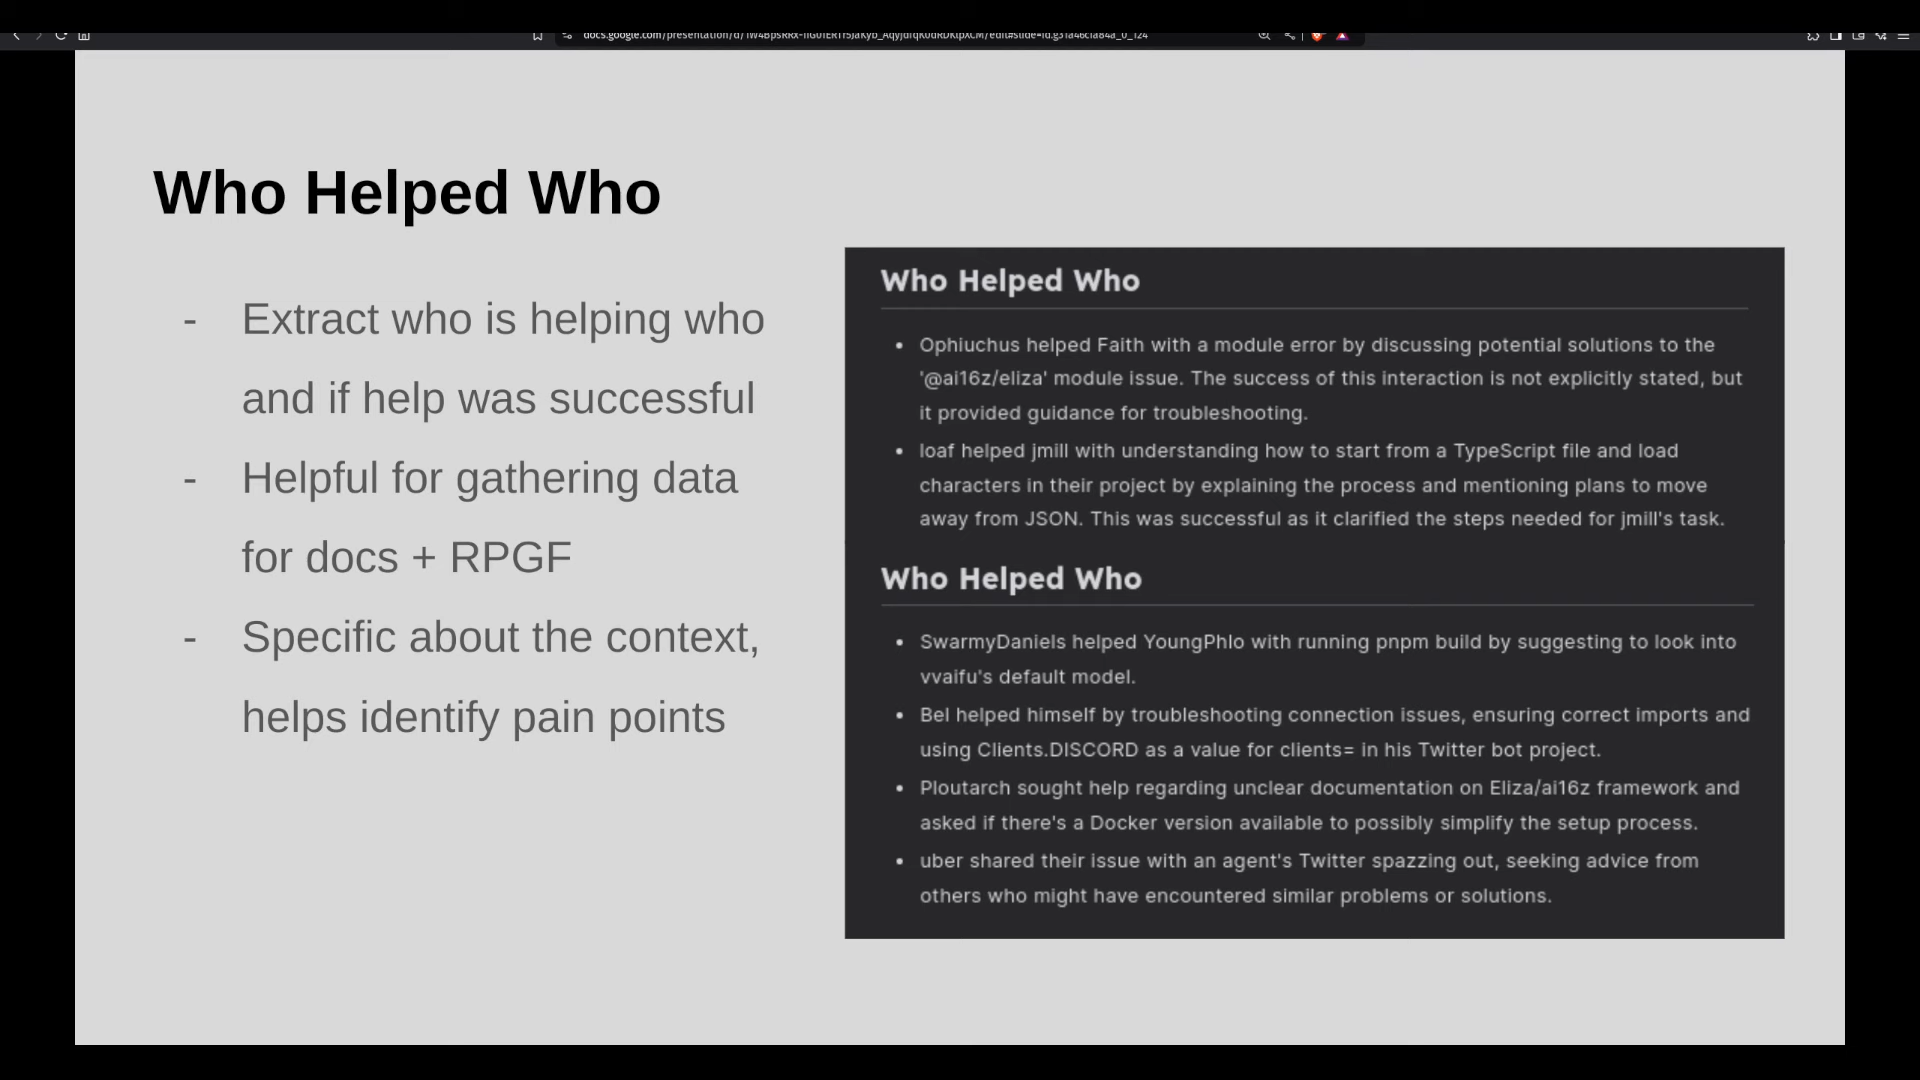 Who Helped Who
- Extract who is helping who
and if help was successful
- Helpful for gathering data
for docs + RPGF
- Specific about the context,
helps identify pain points
Who Helped Who
• Ophiuchus helped Faith with a module error by discussing potential solutions to the
'@ai16z/eliza' module issue. The success of this interaction is not explicitly stated, but
it provided guidance for troubleshooting.
• loaf helped jmill with understanding how to start from a TypeScript file and load
characters in their project by explaining the process and mentioning plans to move
away from JSON. This was successful as it clarified the steps needed for jmill's task.
Who Helped Who
• SwarmyDaniels helped YoungPhlo with running pnpm build by suggesting to look into
vvaifu's default model.
• Bel helped himself by troubleshooting connection issues, ensuring correct imports and
using Clients.DISCORD as a value for clients= in his Twitter bot project.
• Ploutarch sought help regarding unclear documentation on Eliza/ai16z framework and
asked if there's a Docker version available to possibly simplify the setup process.
• uber shared their issue with an agent's Twitter spazzing out, seeking advice from
others who might have encountered similar problems or solutions.